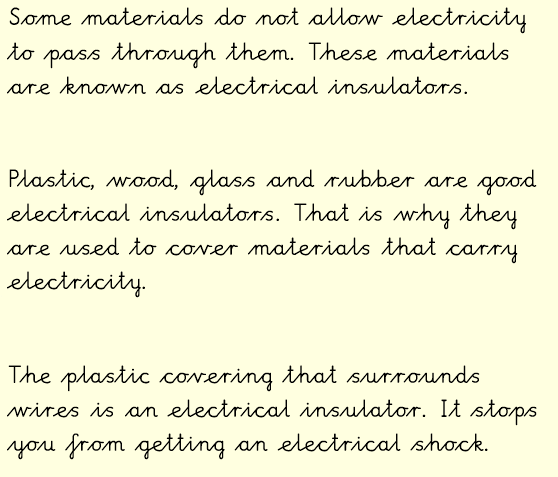 Some materials do not allow electricity
to pass through them. These materials
are known as electrical insulators.
Plastic, wood, glass and rubber are good
electrical insulators. That is why they
are used to cover materials that carry
electricity.
The plastic covering that surrounds
wires is an electrical insulator. It stops
you from getting an electrical shock.